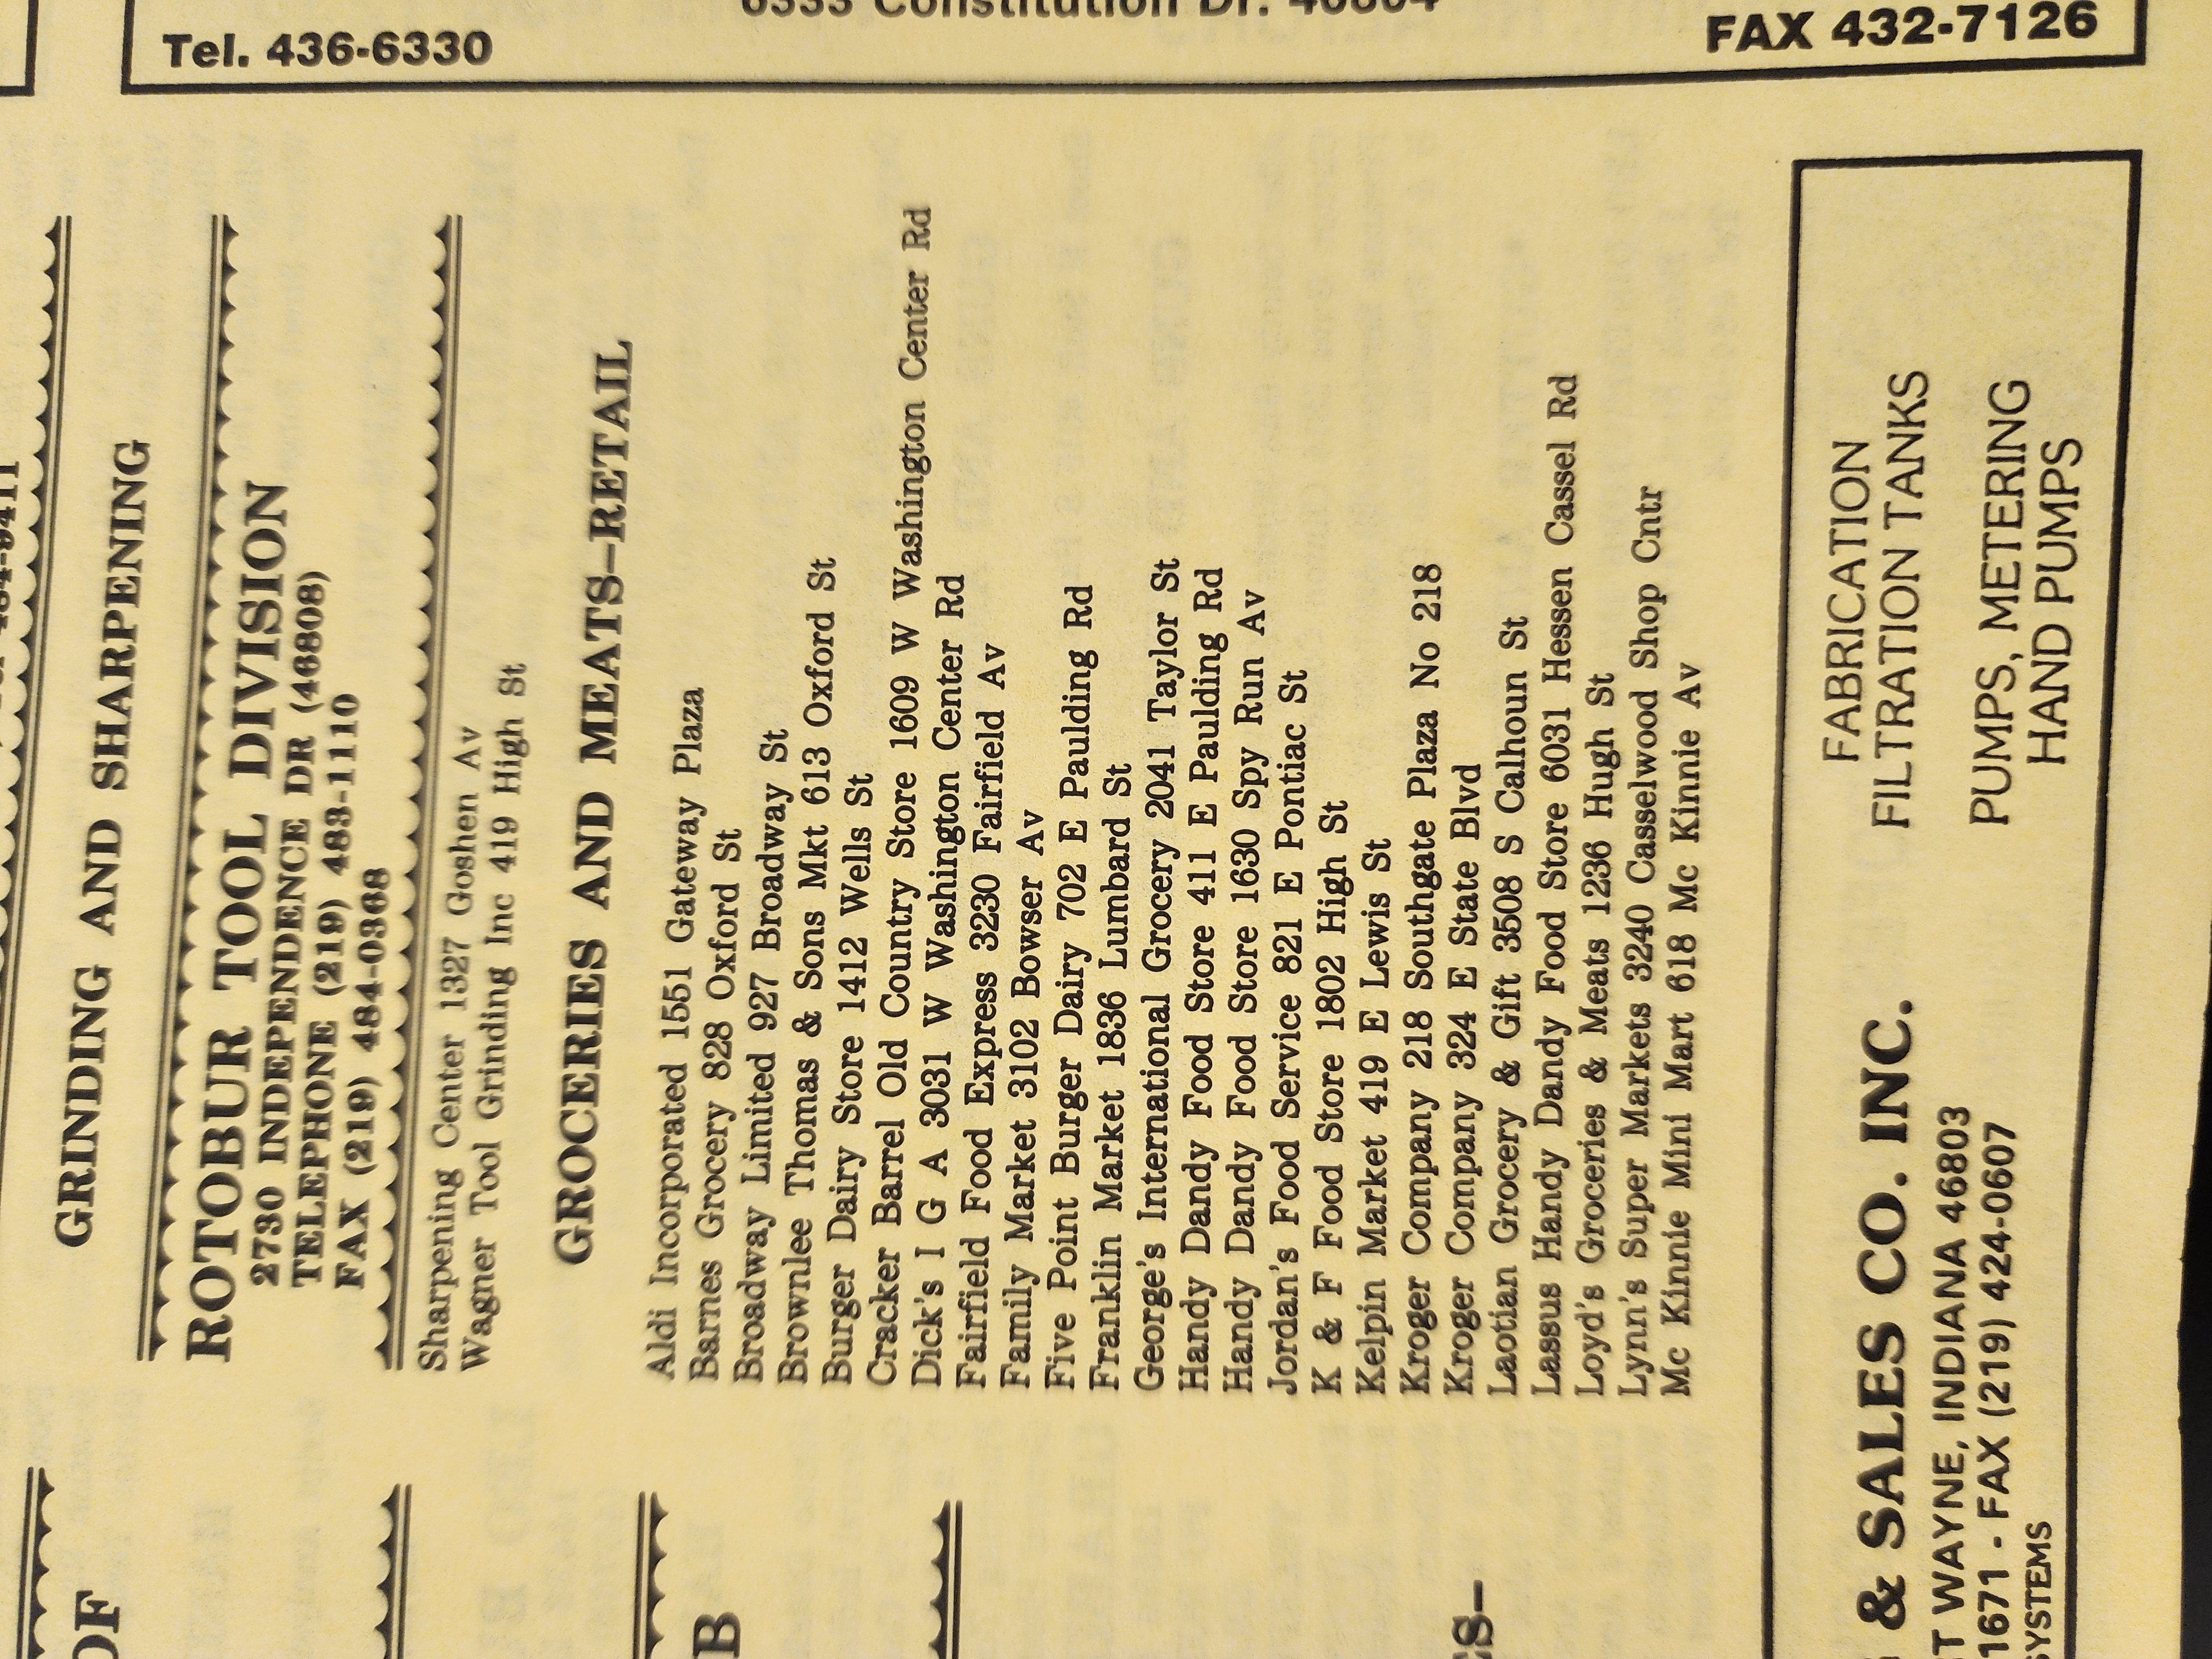 Tel. 436-6330
FAX 432-7126
GRINDING AND SHARPENING
ROTOBUR TOOL DIVISION
2730 INDEPENDENCE DR (46808)
TELEPHONE (219) 483-1110
FAX (219) 484-0368
Sharpening Center 1327 Goshen Av
Wagner Tool Grinding Inc 419 High St
GROCERIES AND MEATS—RETAIL
Aldi Incorporated 1551 Gateway Plaza
Barnes Grocery 828 Oxford St
Broadway Limited 927 Broadway St
Brownlee Thomas & Sons Mkt 613 Oxford St
Burger Dairy Store 1412 Wells St
Cracker Barrel Old Country Store 1609 W Washington Center Rd
Dick's I G A 3031 W Washington Center Rd
Fairfield Food Express 3230 Fairfield Av
Family Market 3102 Bowser Av
Five Point Burger Dairy 702 E Paulding Rd
Franklin Market 1836 Lumbard St
George's International Grocery 2041 Taylor St
Handy Dandy Food Store 411 E Paulding Rd
Handy Dandy Food Store 1630 Spy Run Av
Jordan's Food Service 821 E Pontiac St
K & F Food Store 1802 High St
Kelpin Market 419 E Lewis St
Kroger Company 218 Southgate Plaza No 218
Kroger Company 324 E State Blvd
Laotian Grocery & Gift 3508 S Calhoun St
Lassus Handy Dandy Food Store 6031 Hessen Cassel Rd
Loyd's Groceries & Meats 1236 Hugh St
Lynn's Super Markets 3240 Casselwood Shop Cntr
Mc Kinnie Mini Mart 618 Mc Kinnie Av
& SALES CO. INC.
T WAYNE, INDIANA 46803
1671 - FAX (219) 424-0607
SYSTEMS
FABRICATION
FILTRATION TANKS
PUMPS, METERING
HAND PUMPS
OF
B
ES—